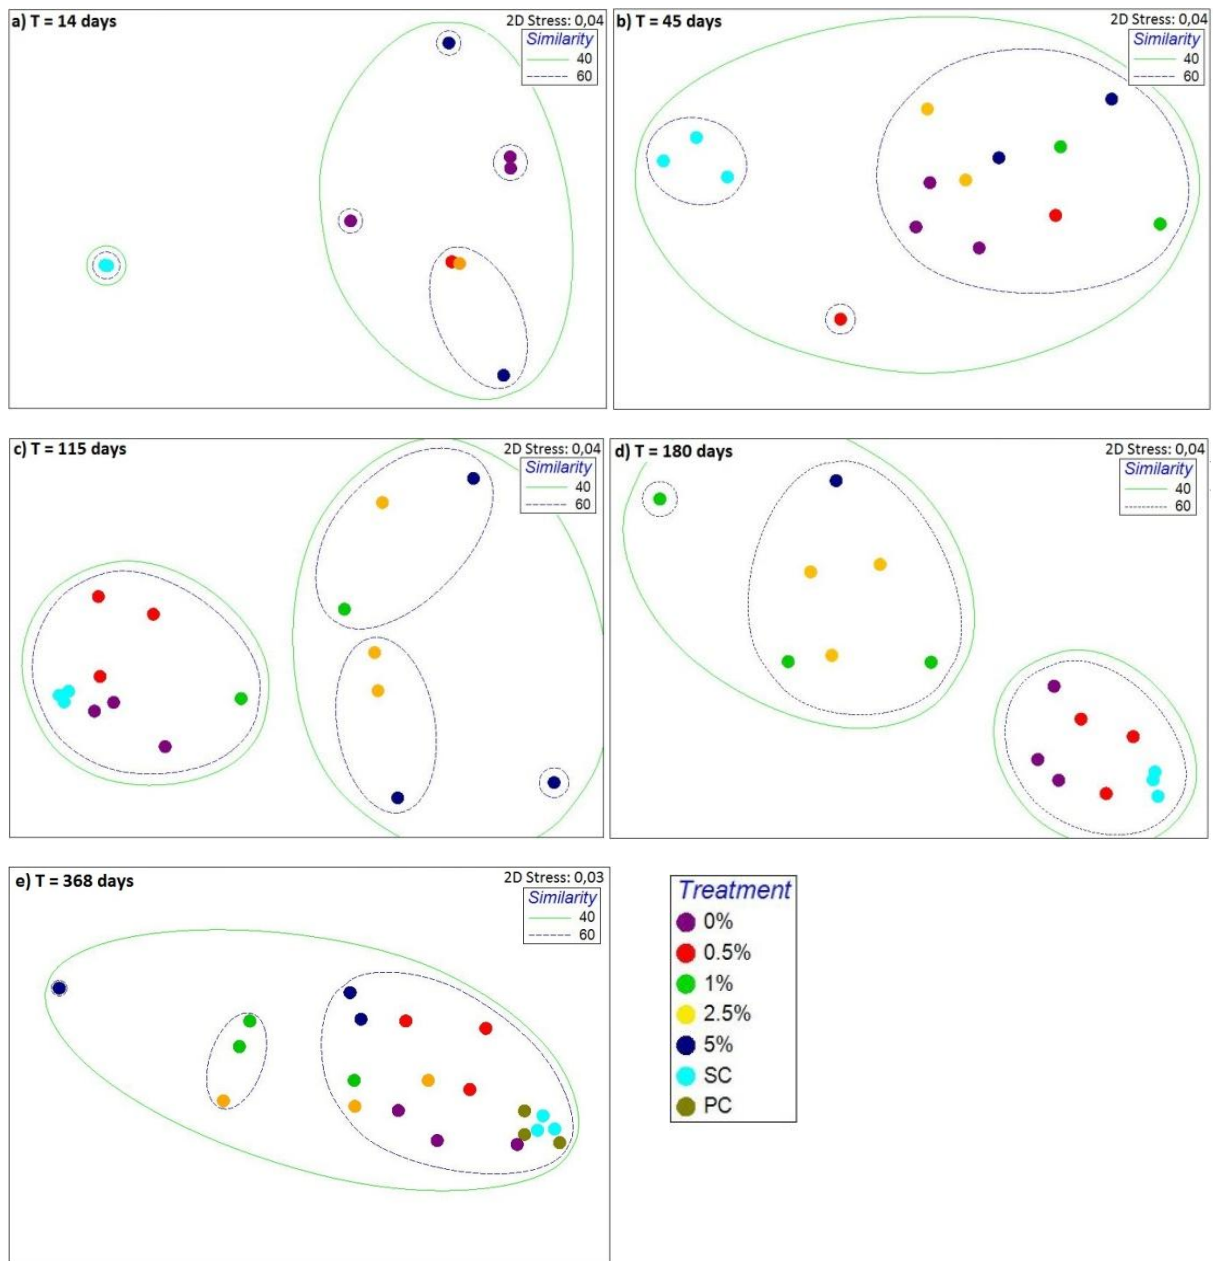 a) T = 14 days
2D Stress: 0,04
Similarity
40
60
b) T = 45 days
2D Stress: 0,04
Similarity
40
60
c) T = 115 days
2D Stress: 0,04
Similarity
40
60
d) T = 180 days
2D Stress: 0,04
Similarity
40
60
e) T = 368 days
2D Stress: 0,03
Similarity
40
60
Treatment
0%
0.5%
1%
2.5%
5%
SC
PC